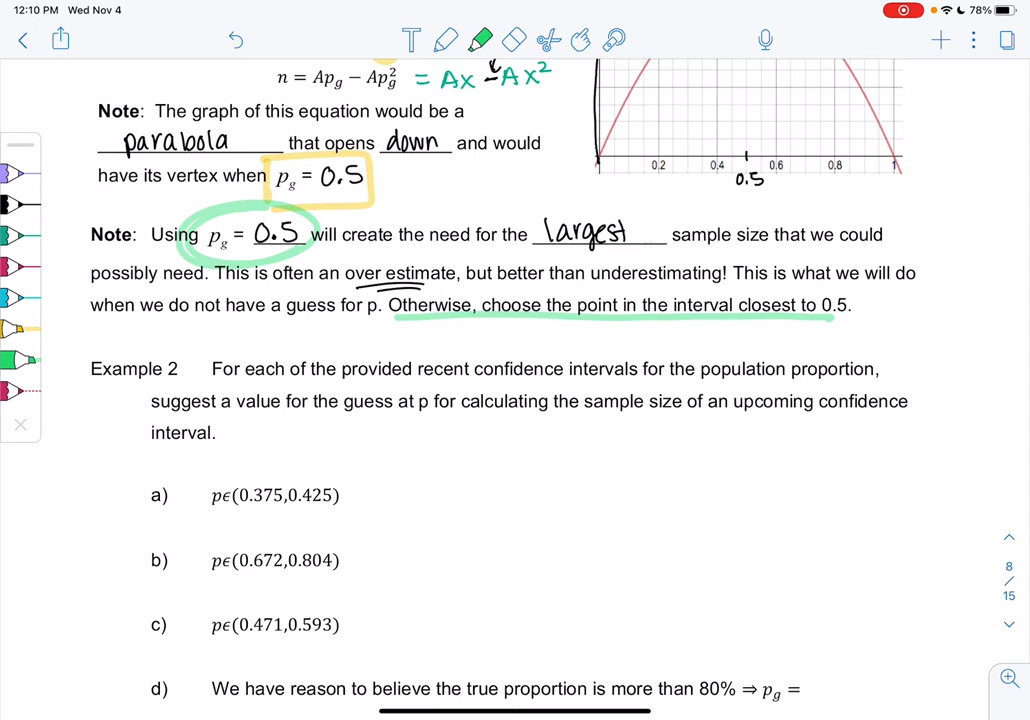 12:10 PM Wed Nov 4
78%
n = Ap_g − Ap_g² = Ax − Ax²
Note: The graph of this equation would be a
parabola that opens down and would
have its vertex when p_g = 0.5
0.2 0.4 0.6 0.8 1
0.5
Note: Using p_g = 0.5 will create the need for the largest sample size that we could
possibly need. This is often an over estimate, but better than underestimating! This is what we will do
when we do not have a guess for p. Otherwise, choose the point in the interval closest to 0.5.
Example 2 For each of the provided recent confidence intervals for the population proportion,
suggest a value for the guess at p for calculating the sample size of an upcoming confidence
interval.
a) pϵ(0.375,0.425)
b) pϵ(0.672,0.804)
8
/
15
c) pϵ(0.471,0.593)
d) We have reason to believe the true proportion is more than 80% ⇒ p_g =